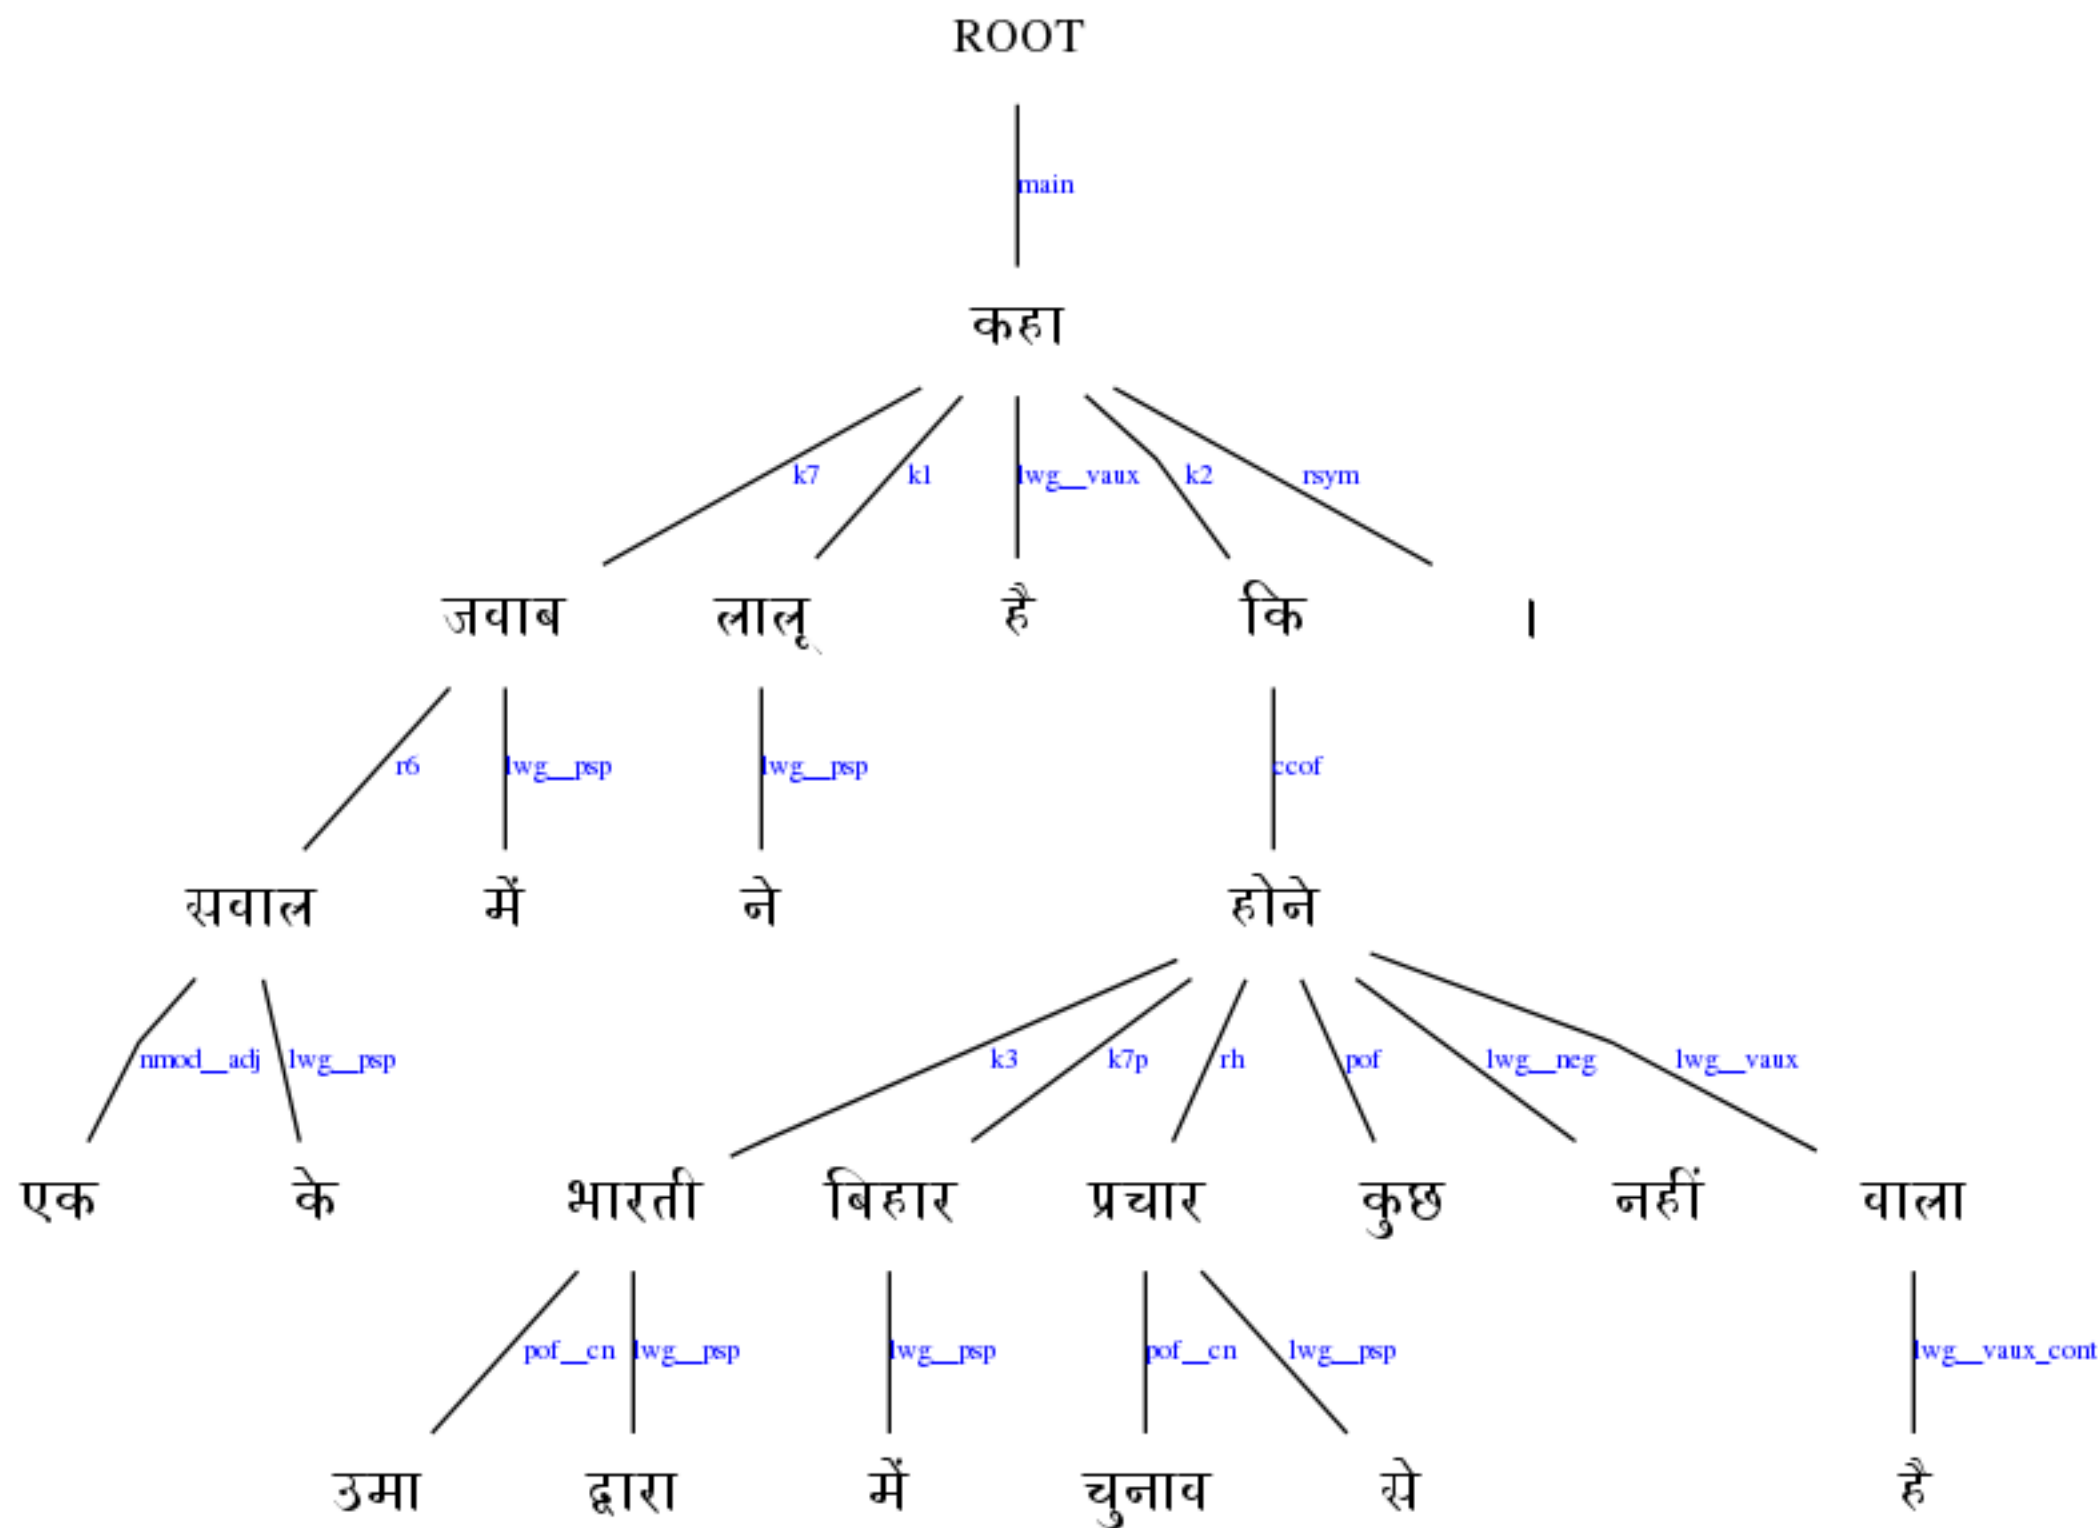 ROOT
main
कहा
k7 k1 lwg__vaux k2 rsym
जवाब लालू है कि ।
r6 lwg__psp lwg__psp ccof
सवाल में ने होने
nmod__adj lwg__psp k3 k7p rh pof lwg__neg lwg__vaux
एक के भारती बिहार प्रचार कुछ नहीं वाला
pof__cn lwg__psp lwg__psp pof__cn lwg__psp lwg__vaux_cont
उमा द्वारा में चुनाव से है